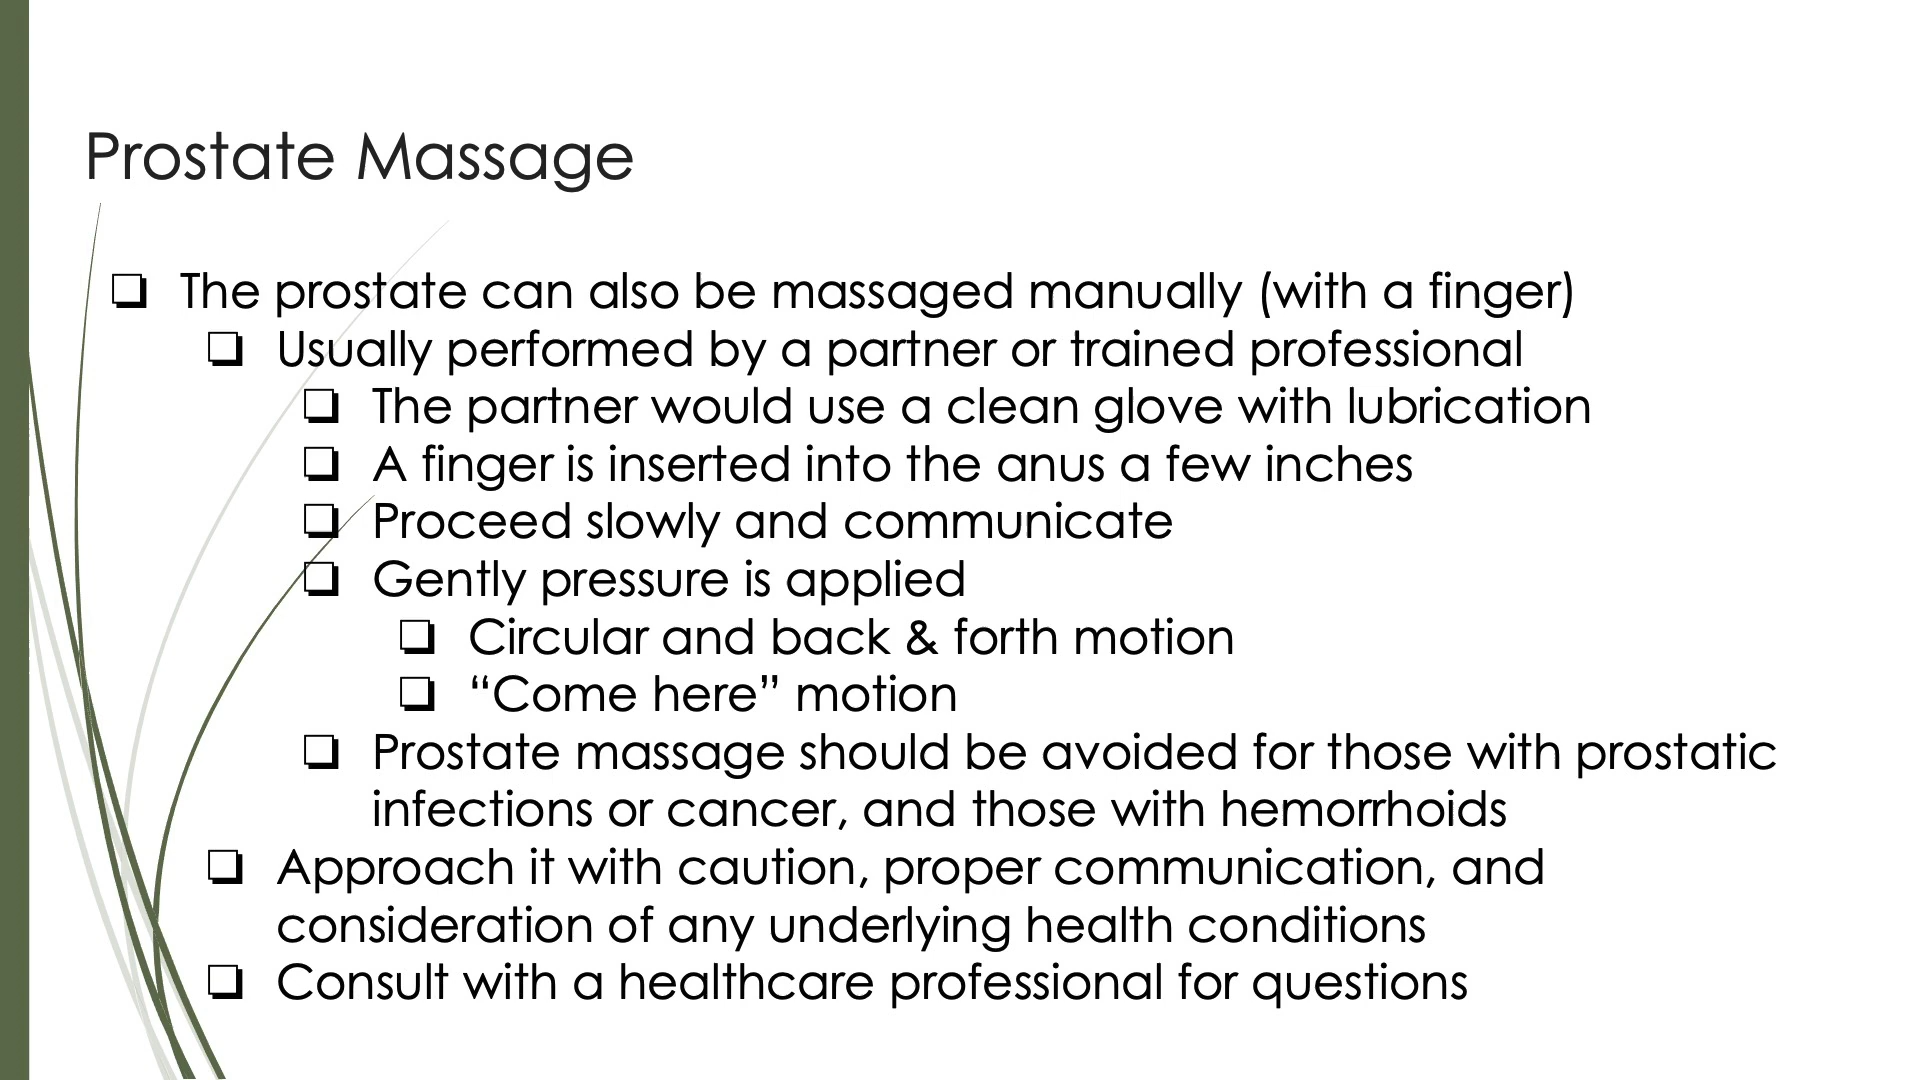 Prostate Massage
❏ The prostate can also be massaged manually (with a finger)
❏ Usually performed by a partner or trained professional
❏ The partner would use a clean glove with lubrication
❏ A finger is inserted into the anus a few inches
❏ Proceed slowly and communicate
❏ Gently pressure is applied
❏ Circular and back & forth motion
❏ “Come here” motion
❏ Prostate massage should be avoided for those with prostatic
infections or cancer, and those with hemorrhoids
❏ Approach it with caution, proper communication, and
consideration of any underlying health conditions
❏ Consult with a healthcare professional for questions